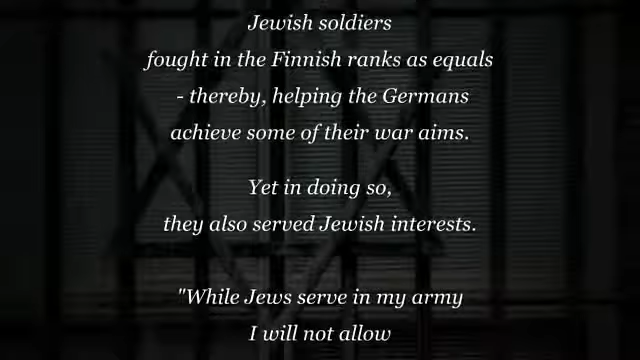 Jewish soldiers
fought in the Finnish ranks as equals
- thereby, helping the Germans
achieve some of their war aims.
Yet in doing so,
they also served Jewish interests.
"While Jews serve in my army
I will not allow